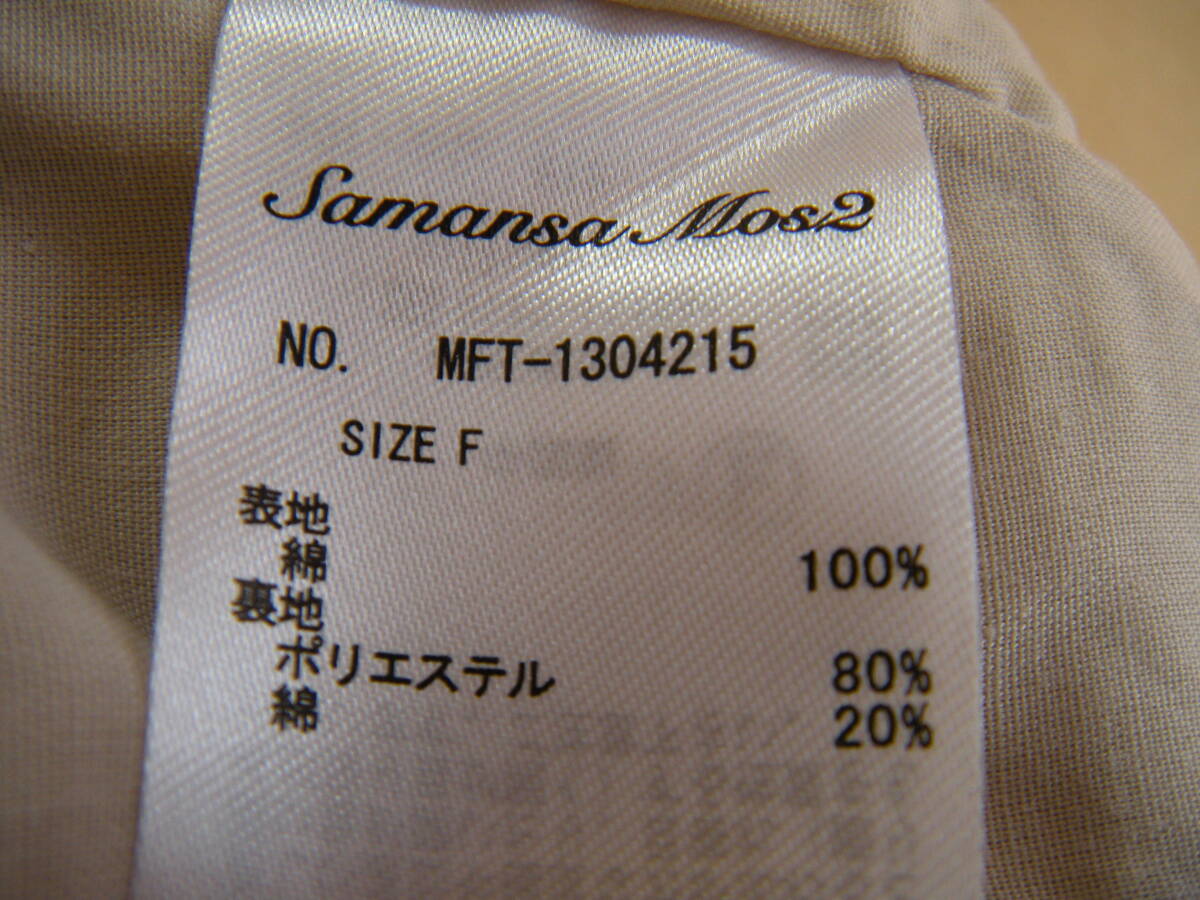 Samansa Mos2
NO. MFT-1304215
SIZE F
表地
綿 100%
裏地
ポリエステル 80%
綿 20%